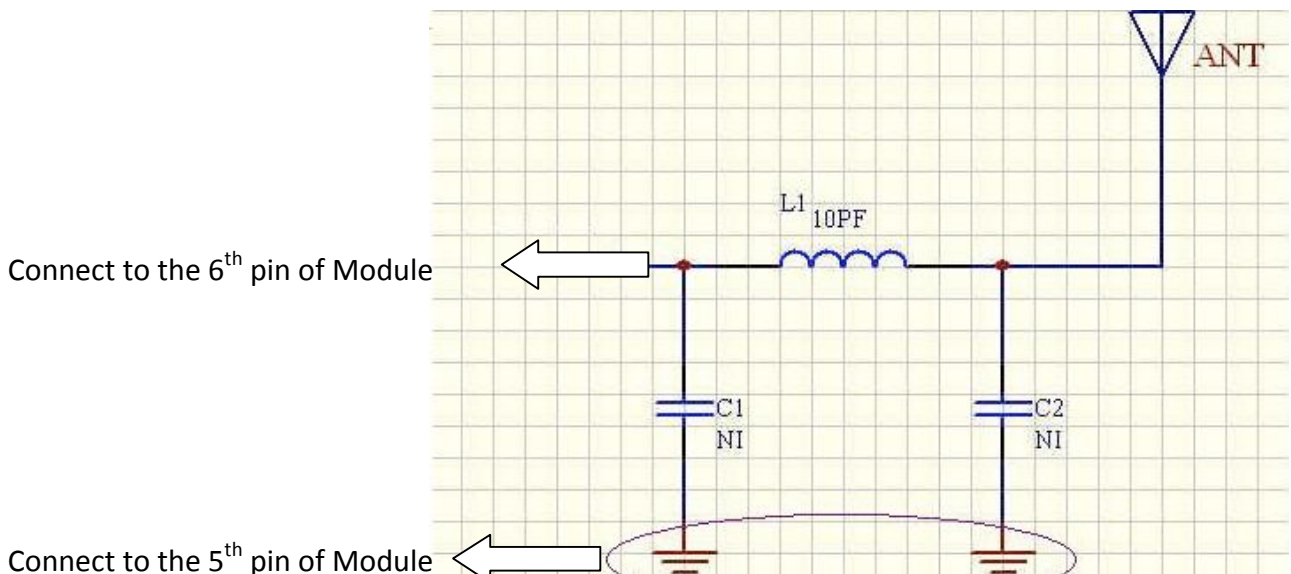 ANT
L1
10PF
Connect to the 6th pin of Module
C1
NI
C2
NI
Connect to the 5th pin of Module